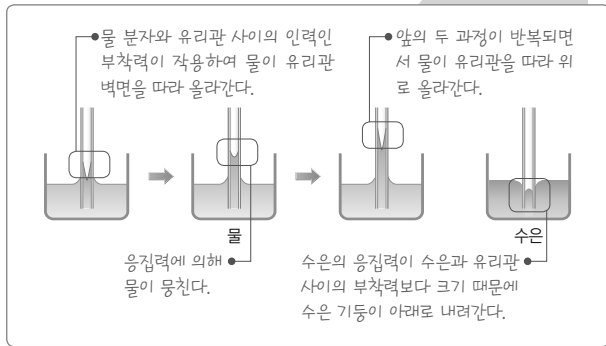 물 분자와 유리관 사이의 인력인
부착력이 작용하여 물이 유리관
벽면을 따라 올라간다.
앞의 두 과정이 반복되면
서 물이 유리관을 따라 위
로 올라간다.
물
수은
응집력에 의해
물이 뭉친다.
수은의 응집력이 수은과 유리관
사이의 부착력보다 크기 때문에
수은 기둥이 아래로 내려간다.